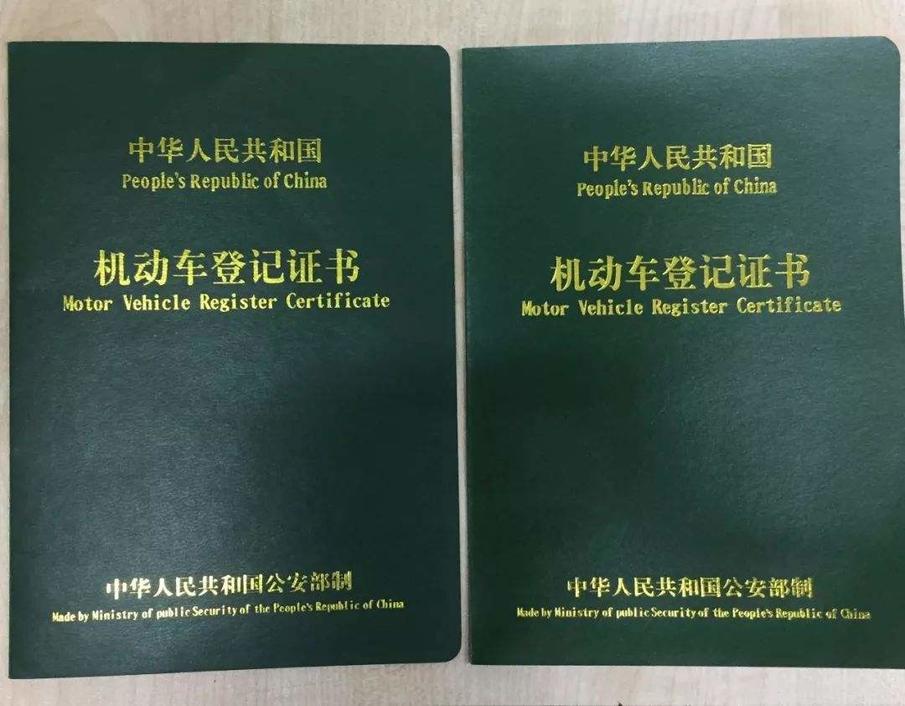 中华人民共和国
People's Republic of China
机动车登记证书
Motor Vehicle Register Certificate
中华人民共和国公安部制
Made by Ministry of public Security of the People's Republic of China
中华人民共和国
People's Republic of China
机动车登记证书
Motor Vehicle Register Certificate
中华人民共和国公安部制
Made by Ministry of public Security of the People's Republic of China